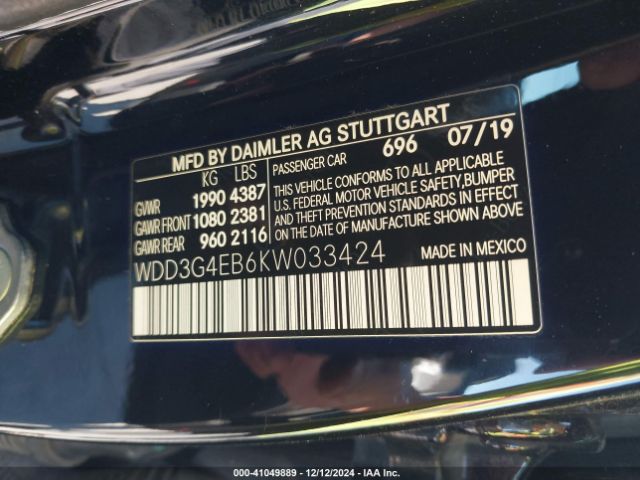 MFD BY DAIMLER AG STUTTGART
KG LBS
GVWR 1990 4387
GAWR FRONT 1080 2381
GAWR REAR 960 2116
PASSENGER CAR 696 07/19
THIS VEHICLE CONFORMS TO ALL APPLICABLE
U.S. FEDERAL MOTOR VEHICLE SAFETY,BUMPER
AND THEFT PREVENTION STANDARDS IN EFFECT
ON THE DATE OF MANUFACTURE SHOWN ABOVE
MADE IN MEXICO
WDD3G4EB6KW033424
000-41049889 - 12/12/2024 - IAA Inc.